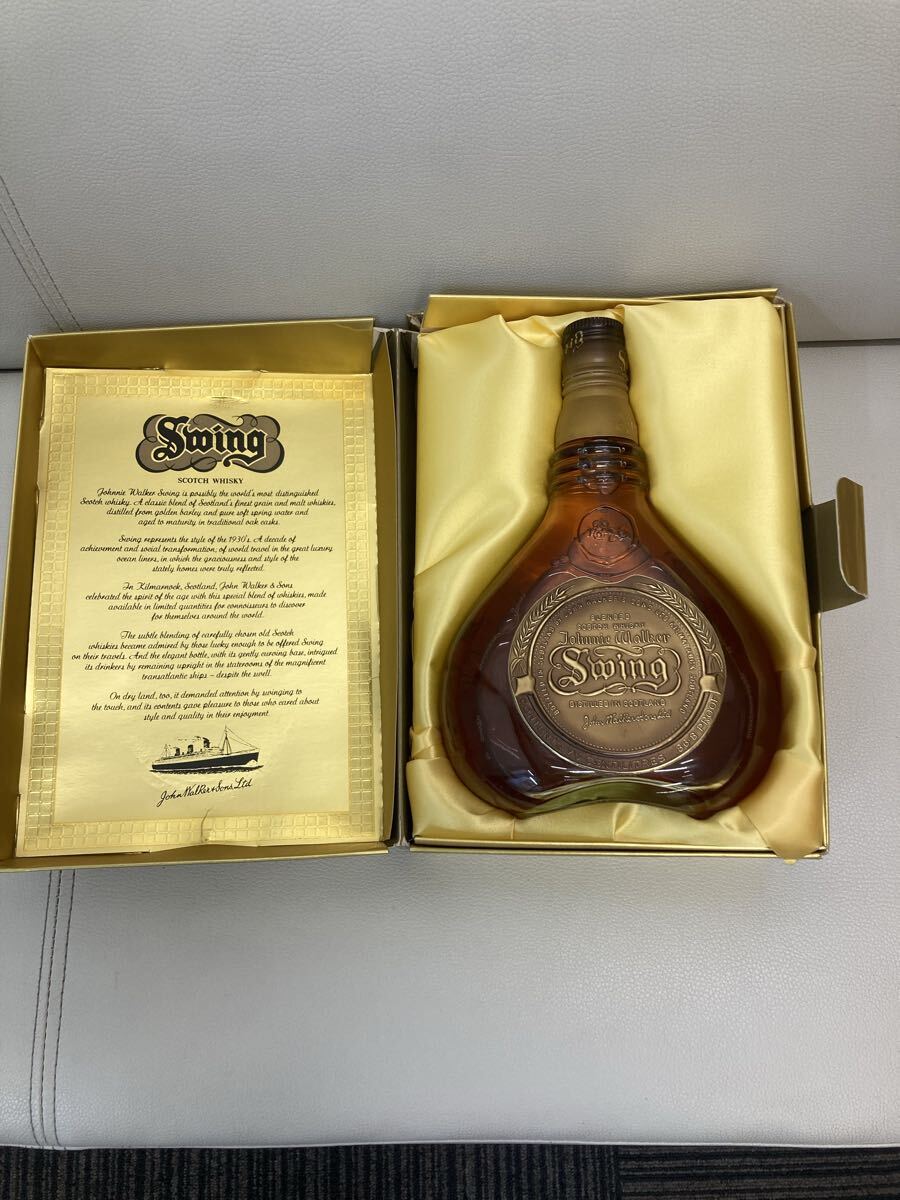 Swing
SCOTCH WHISKY
Johnnie Walker Swing is possibly the world's most distinguished
Scotch whisky. A classic blend of Scotland's finest grain and malt whiskies,
distilled from golden barley and pure soft spring water and
aged to maturity in traditional oak casks.
Swing represents the style of the 1930's. A decade of
achievement and social transformation, of world travel in the great luxury
ocean liners, in which the graciousness and style of the
stately homes were truly reflected.
In Kilmarnock, Scotland, John Walker & Sons
celebrated the spirit of the age with this special blend of whiskies, made
available in limited quantities for connoisseurs to discover
for themselves around the world.
The subtle blending of carefully chosen old Scotch
whiskies became admired by those lucky enough to be offered Swing
on their travels. And the elegant bottle, with its gently curving base, intrigued
its drinkers by remaining upright in the staterooms of the magnificent
transatlantic ships – despite the swell.
On dry land, too, it demanded attention by swinging to
the touch, and its contents gave pleasure to those who cared about
style and quality in their enjoyment.
John Walker & Sons, Ltd.
BLENDED
SCOTCH WHISKY
Johnnie Walker
Swing
DISTILLED IN SCOTLAND
John Walker & Sons Ltd
86.8 PROOF